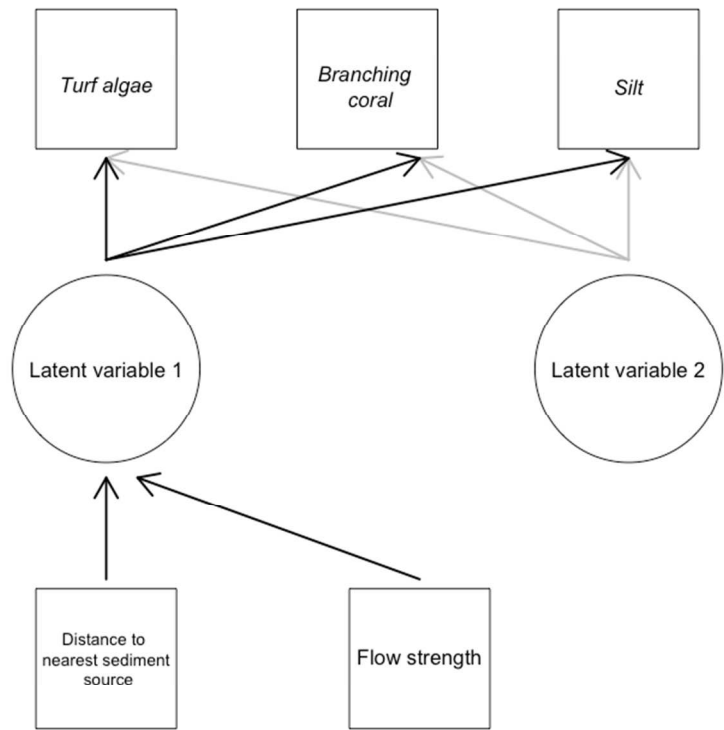 Turf algae
Branching
coral
Silt
Latent variable 1
Latent variable 2
Distance to
nearest sediment
source
Flow strength